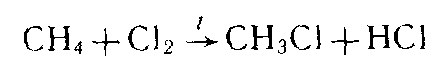 CH₄ + Cl₂ →ᵗ CH₃Cl + HCl